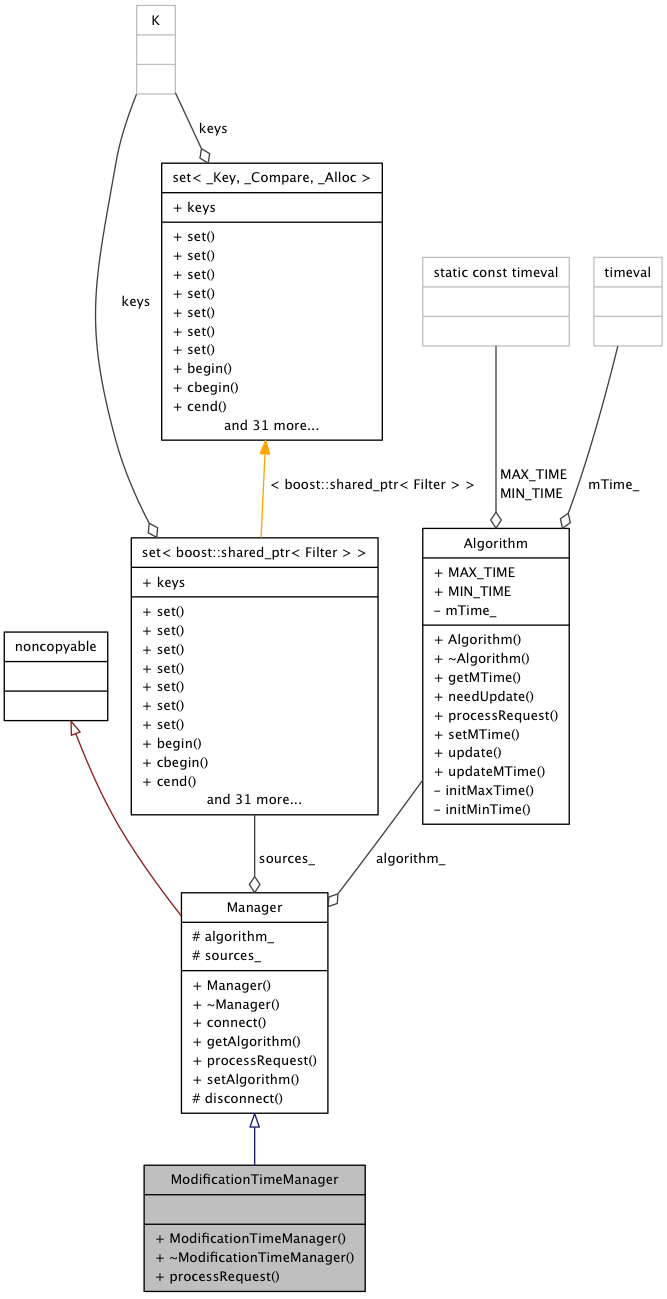 K
keys
set< _Key, _Compare, _Alloc >
+ keys
+ set()
+ set()
+ set()
+ set()
+ set()
+ set()
+ set()
+ begin()
+ cbegin()
+ cend()
and 31 more...
static const timeval
timeval
keys
< boost::shared_ptr< Filter > >
MAX_TIME
MIN_TIME
mTime_
set< boost::shared_ptr< Filter > >
+ keys
+ set()
+ set()
+ set()
+ set()
+ set()
+ set()
+ set()
+ begin()
+ cbegin()
+ cend()
and 31 more...
Algorithm
+ MAX_TIME
+ MIN_TIME
- mTime_
+ Algorithm()
+ ~Algorithm()
+ getMTime()
+ needUpdate()
+ processRequest()
+ setMTime()
+ update()
+ updateMTime()
- initMaxTime()
- initMinTime()
noncopyable
sources_
algorithm_
Manager
# algorithm_
# sources_
+ Manager()
+ ~Manager()
+ connect()
+ getAlgorithm()
+ processRequest()
+ setAlgorithm()
# disconnect()
ModificationTimeManager
+ ModificationTimeManager()
+ ~ModificationTimeManager()
+ processRequest()